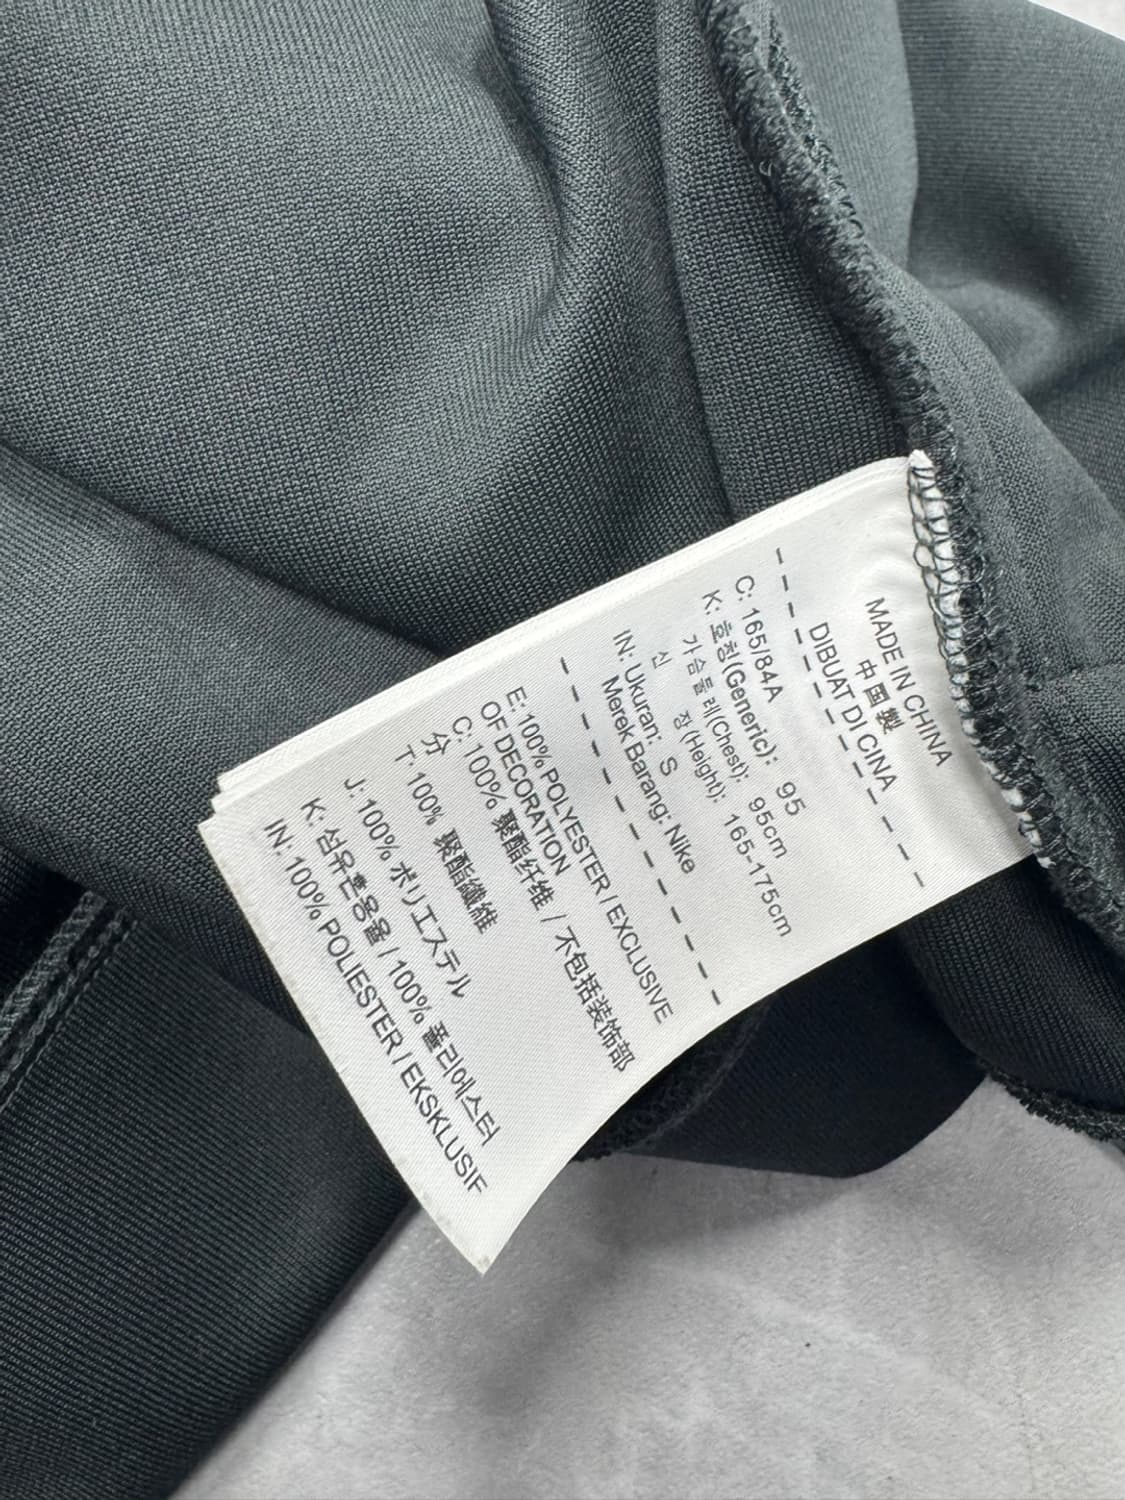 MADE IN CHINA
中国製
DIBUAT DI CINA
C: 165/84A
K: 호칭(Generic): 95
가슴둘레(Chest): 95cm
신 장(Height): 165-175cm
IN: Ukuran: S
Merek Barang: Nike
E: 100% POLYESTER / EXCLUSIVE
OF DECORATION
C: 100% 聚酯纤维 / 不包括装饰部
分
T: 100% 聚酯纖維
J: 100% ポリエステル
K: 섬유혼용율 / 100% 폴리에스터
IN: 100% POLIESTER / EKSKLUSIF